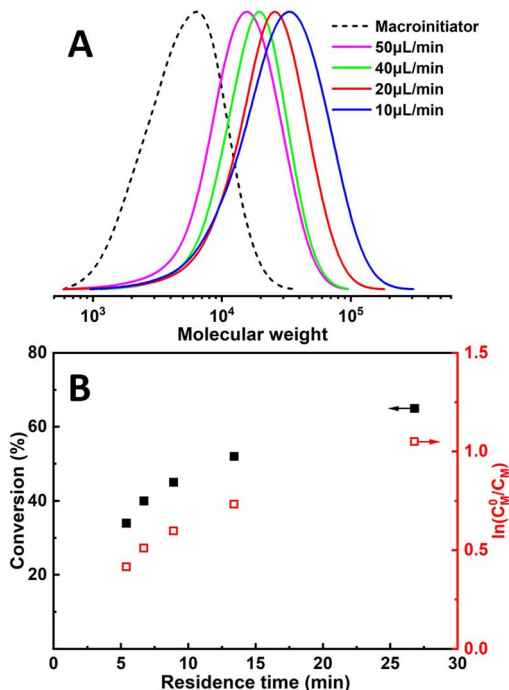 A
Macroinitiator
50μL/min
40μL/min
20μL/min
10μL/min
10³ 10⁴ 10⁵
Molecular weight
B
Conversion (%)
80
60
40
20
ln(C⁰M/CM)
1.5
1.0
0.5
0.0
0 5 10 15 20 25 30
Residence time (min)